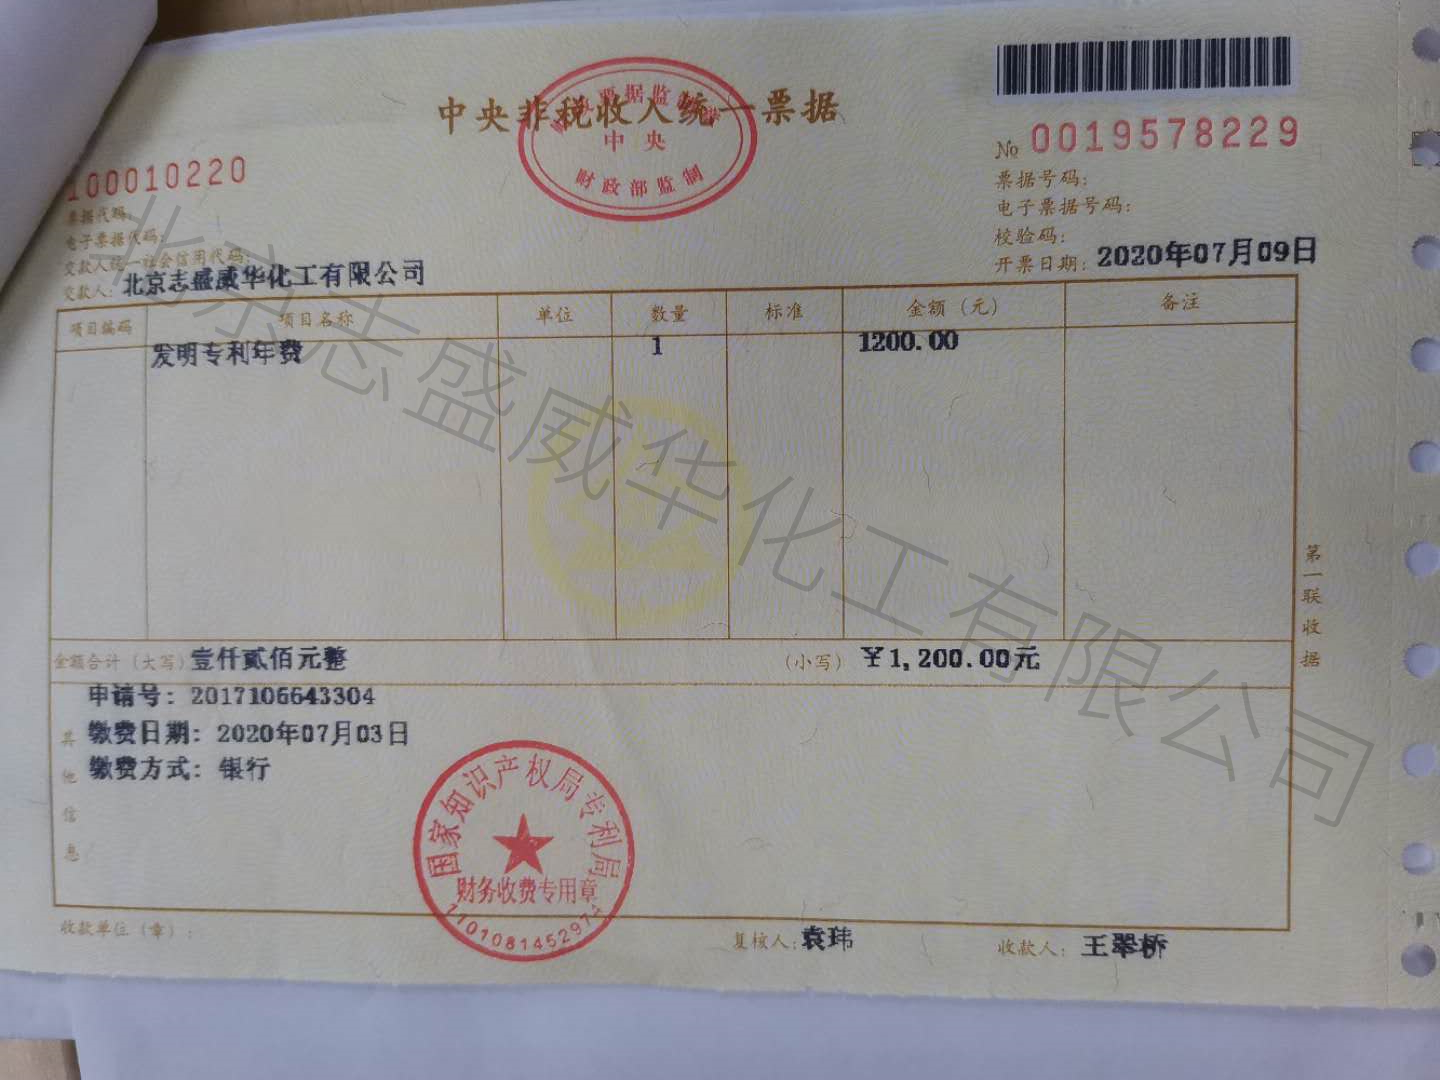 中央非税收入统一票据
中央
财政部监制
No 0019578229
100010220
票据代码:
电子票据代码:
交款人统一社会信用代码:
交款人: 北京志盛威华化工有限公司
票据号码:
电子票据号码:
校验码:
开票日期: 2020年07月09日
项目编码 项目名称 单位 数量 标准 金额（元） 备注
发明专利年费 1 1200.00
金额合计（大写）壹仟贰佰元整 （小写）￥1,200.00元
其他信息
申请号: 2017106643304
缴费日期: 2020年07月03日
缴费方式: 银行
国家知识产权局专利局
财务收费专用章
收款单位（章）:
复核人: 袁玮
收款人: 王翠桥
第一联 收据
北京志盛威华化工有限公司